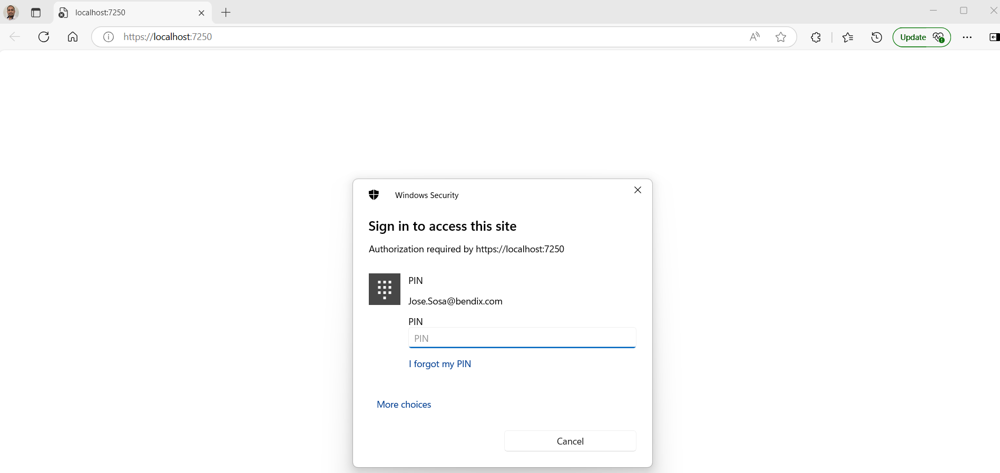 localhost:7250
https://localhost:7250
Update
Windows Security
Sign in to access this site
Authorization required by https://localhost:7250
PIN
Jose.Sosa@bendix.com
PIN
PIN
I forgot my PIN
More choices
Cancel